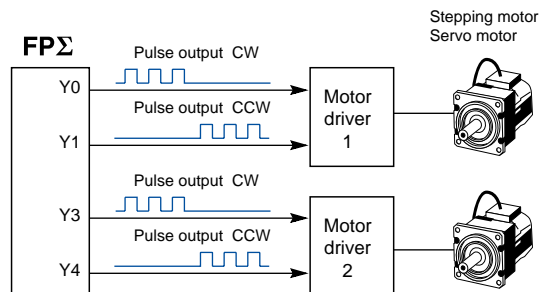 Stepping motor
Servo motor
FPΣ
Pulse output CW
Y0
Pulse output CCW
Y1
Motor
driver
1
Pulse output CW
Y3
Pulse output CCW
Y4
Motor
driver
2